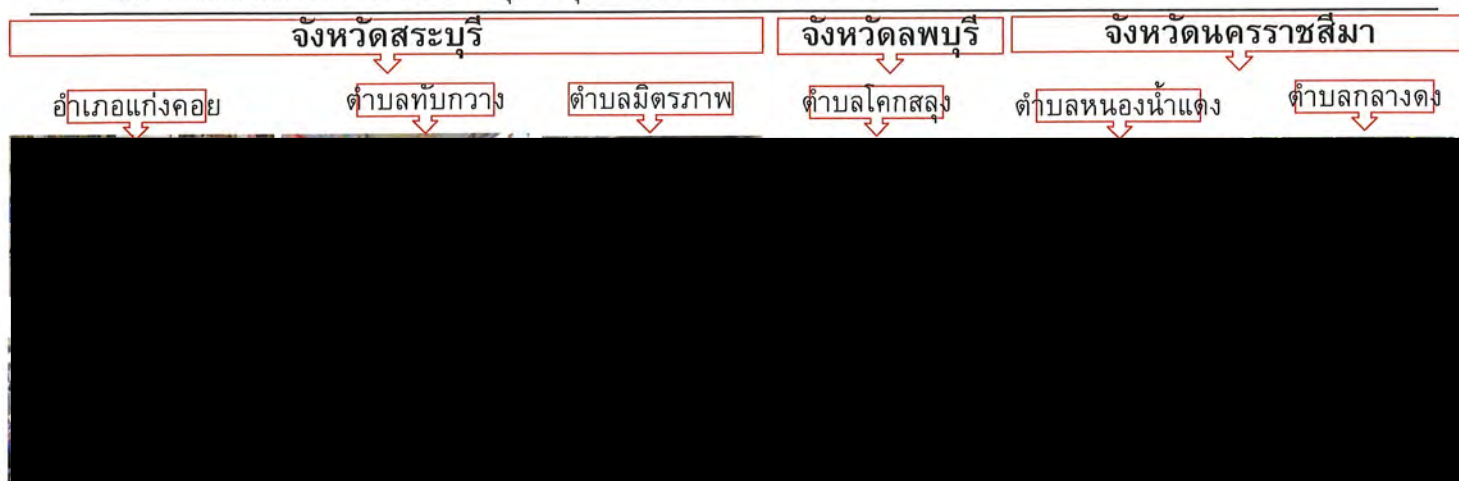 จังหวัดสระบุรี จังหวัดลพบุรี จังหวัดนครราชสีมา
อำเภอแก่งคอย ตำบลทับกวาง ตำบลมิตรภาพ ตำบลโคกสลุง ตำบลหนองน้ำแดง ตำบลกลางดง